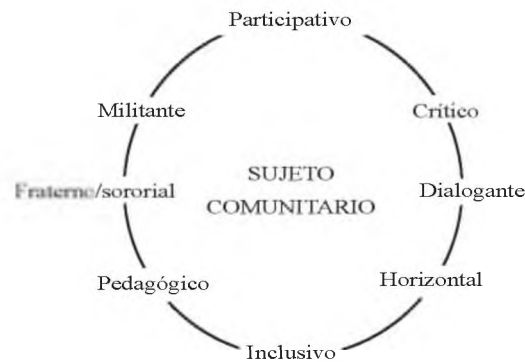 Participativo
Militante
Crítico
Fraterno/sororial
SUJETO
COMUNITARIO
Dialogante
Pedagógico
Horizontal
Inclusivo